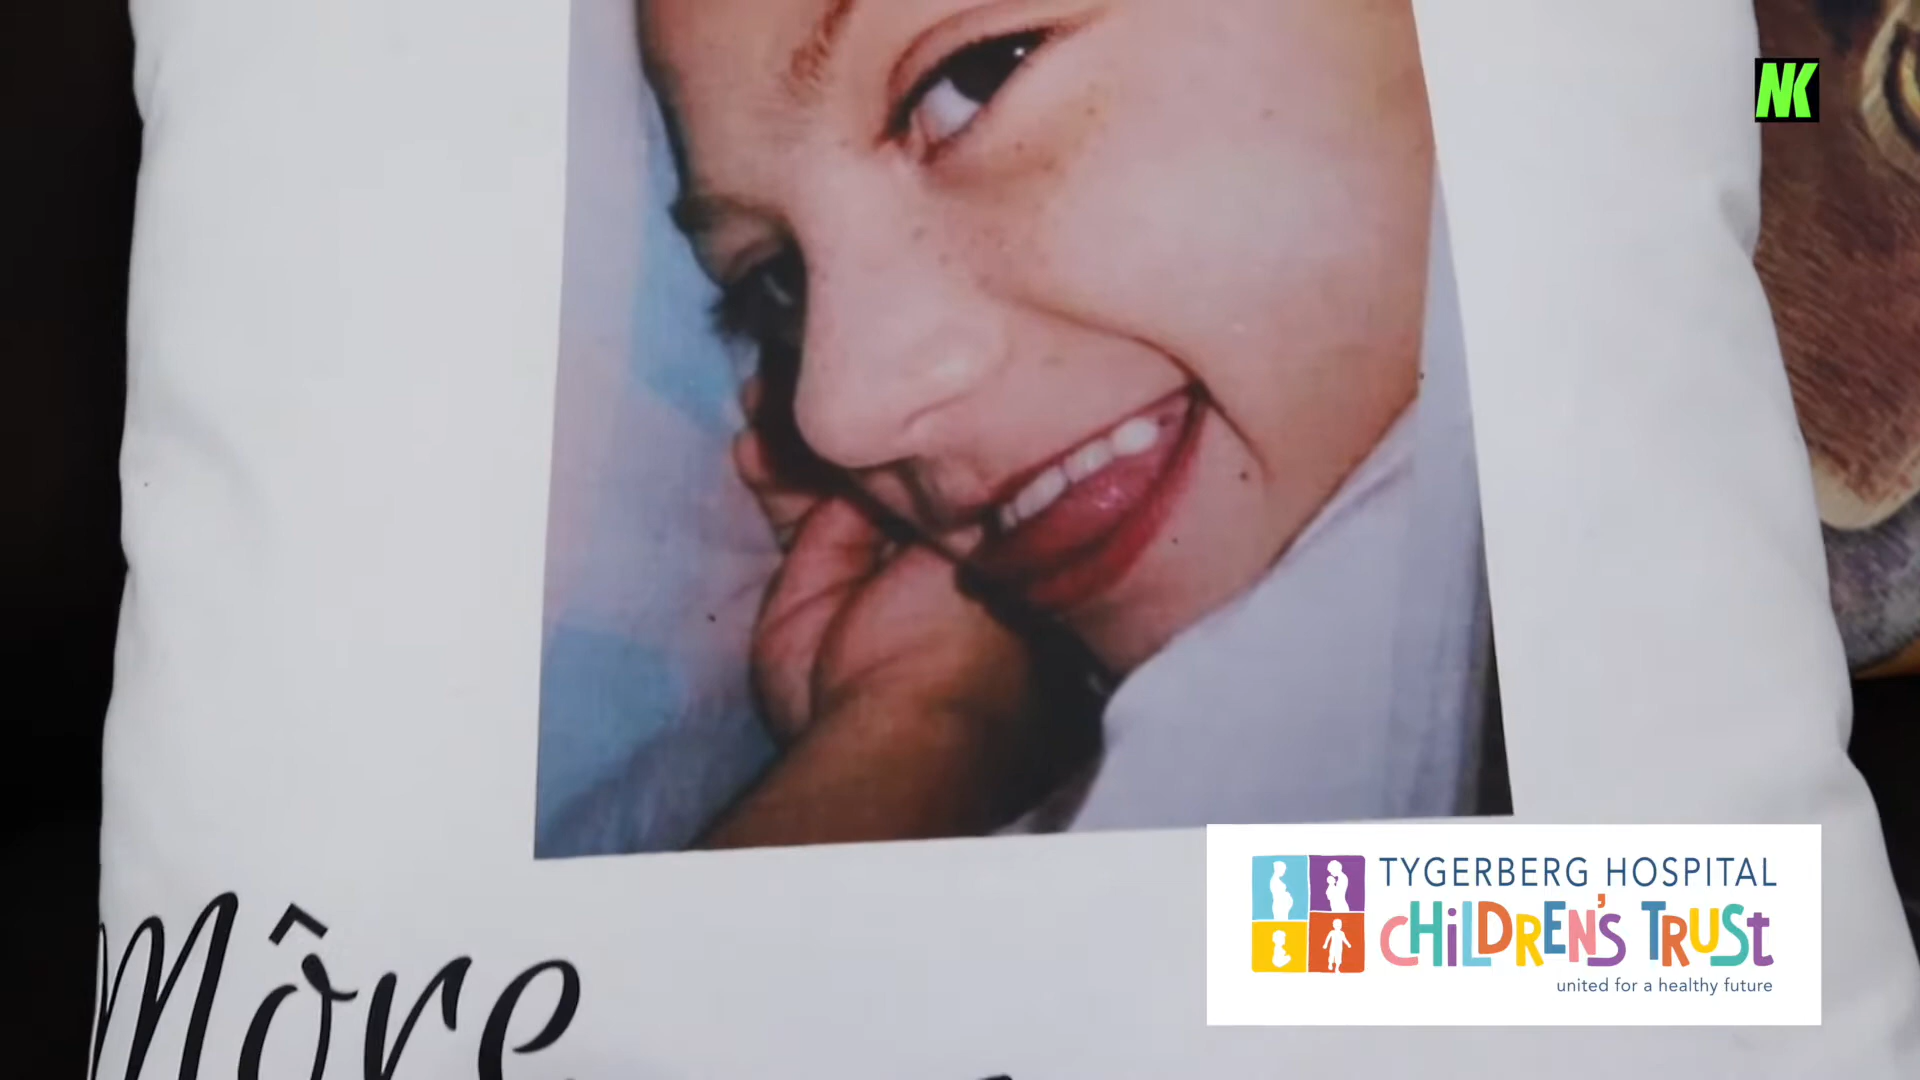 NK
TYGERBERG HOSPITAL
CHiLDREN'S TRUSt
united for a healthy future
Môre